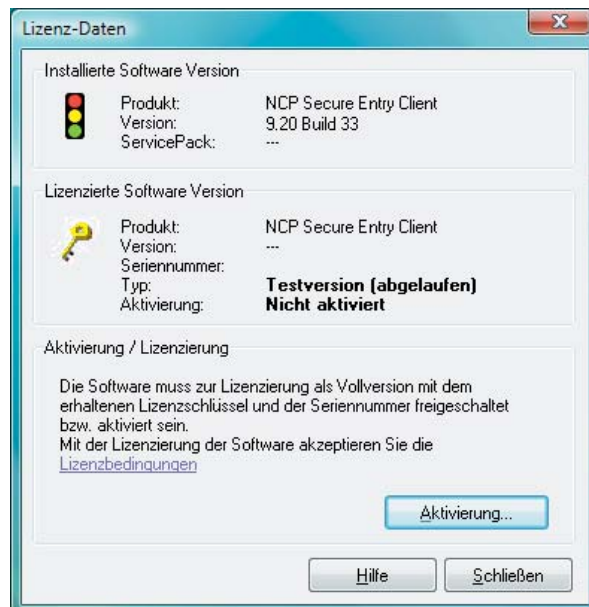 Lizenz-Daten
Installierte Software Version
Produkt: NCP Secure Entry Client
Version: 9.20 Build 33
ServicePack: ---
Lizenzierte Software Version
Produkt: NCP Secure Entry Client
Version: ---
Seriennummer:
Typ: Testversion (abgelaufen)
Aktivierung: Nicht aktiviert
Aktivierung / Lizenzierung
Die Software muss zur Lizenzierung als Vollversion mit dem
erhaltenen Lizenzschlüssel und der Seriennummer freigeschaltet
bzw. aktiviert sein.
Mit der Lizenzierung der Software akzeptieren Sie die
Lizenzbedingungen
Aktivierung...
Hilfe Schließen